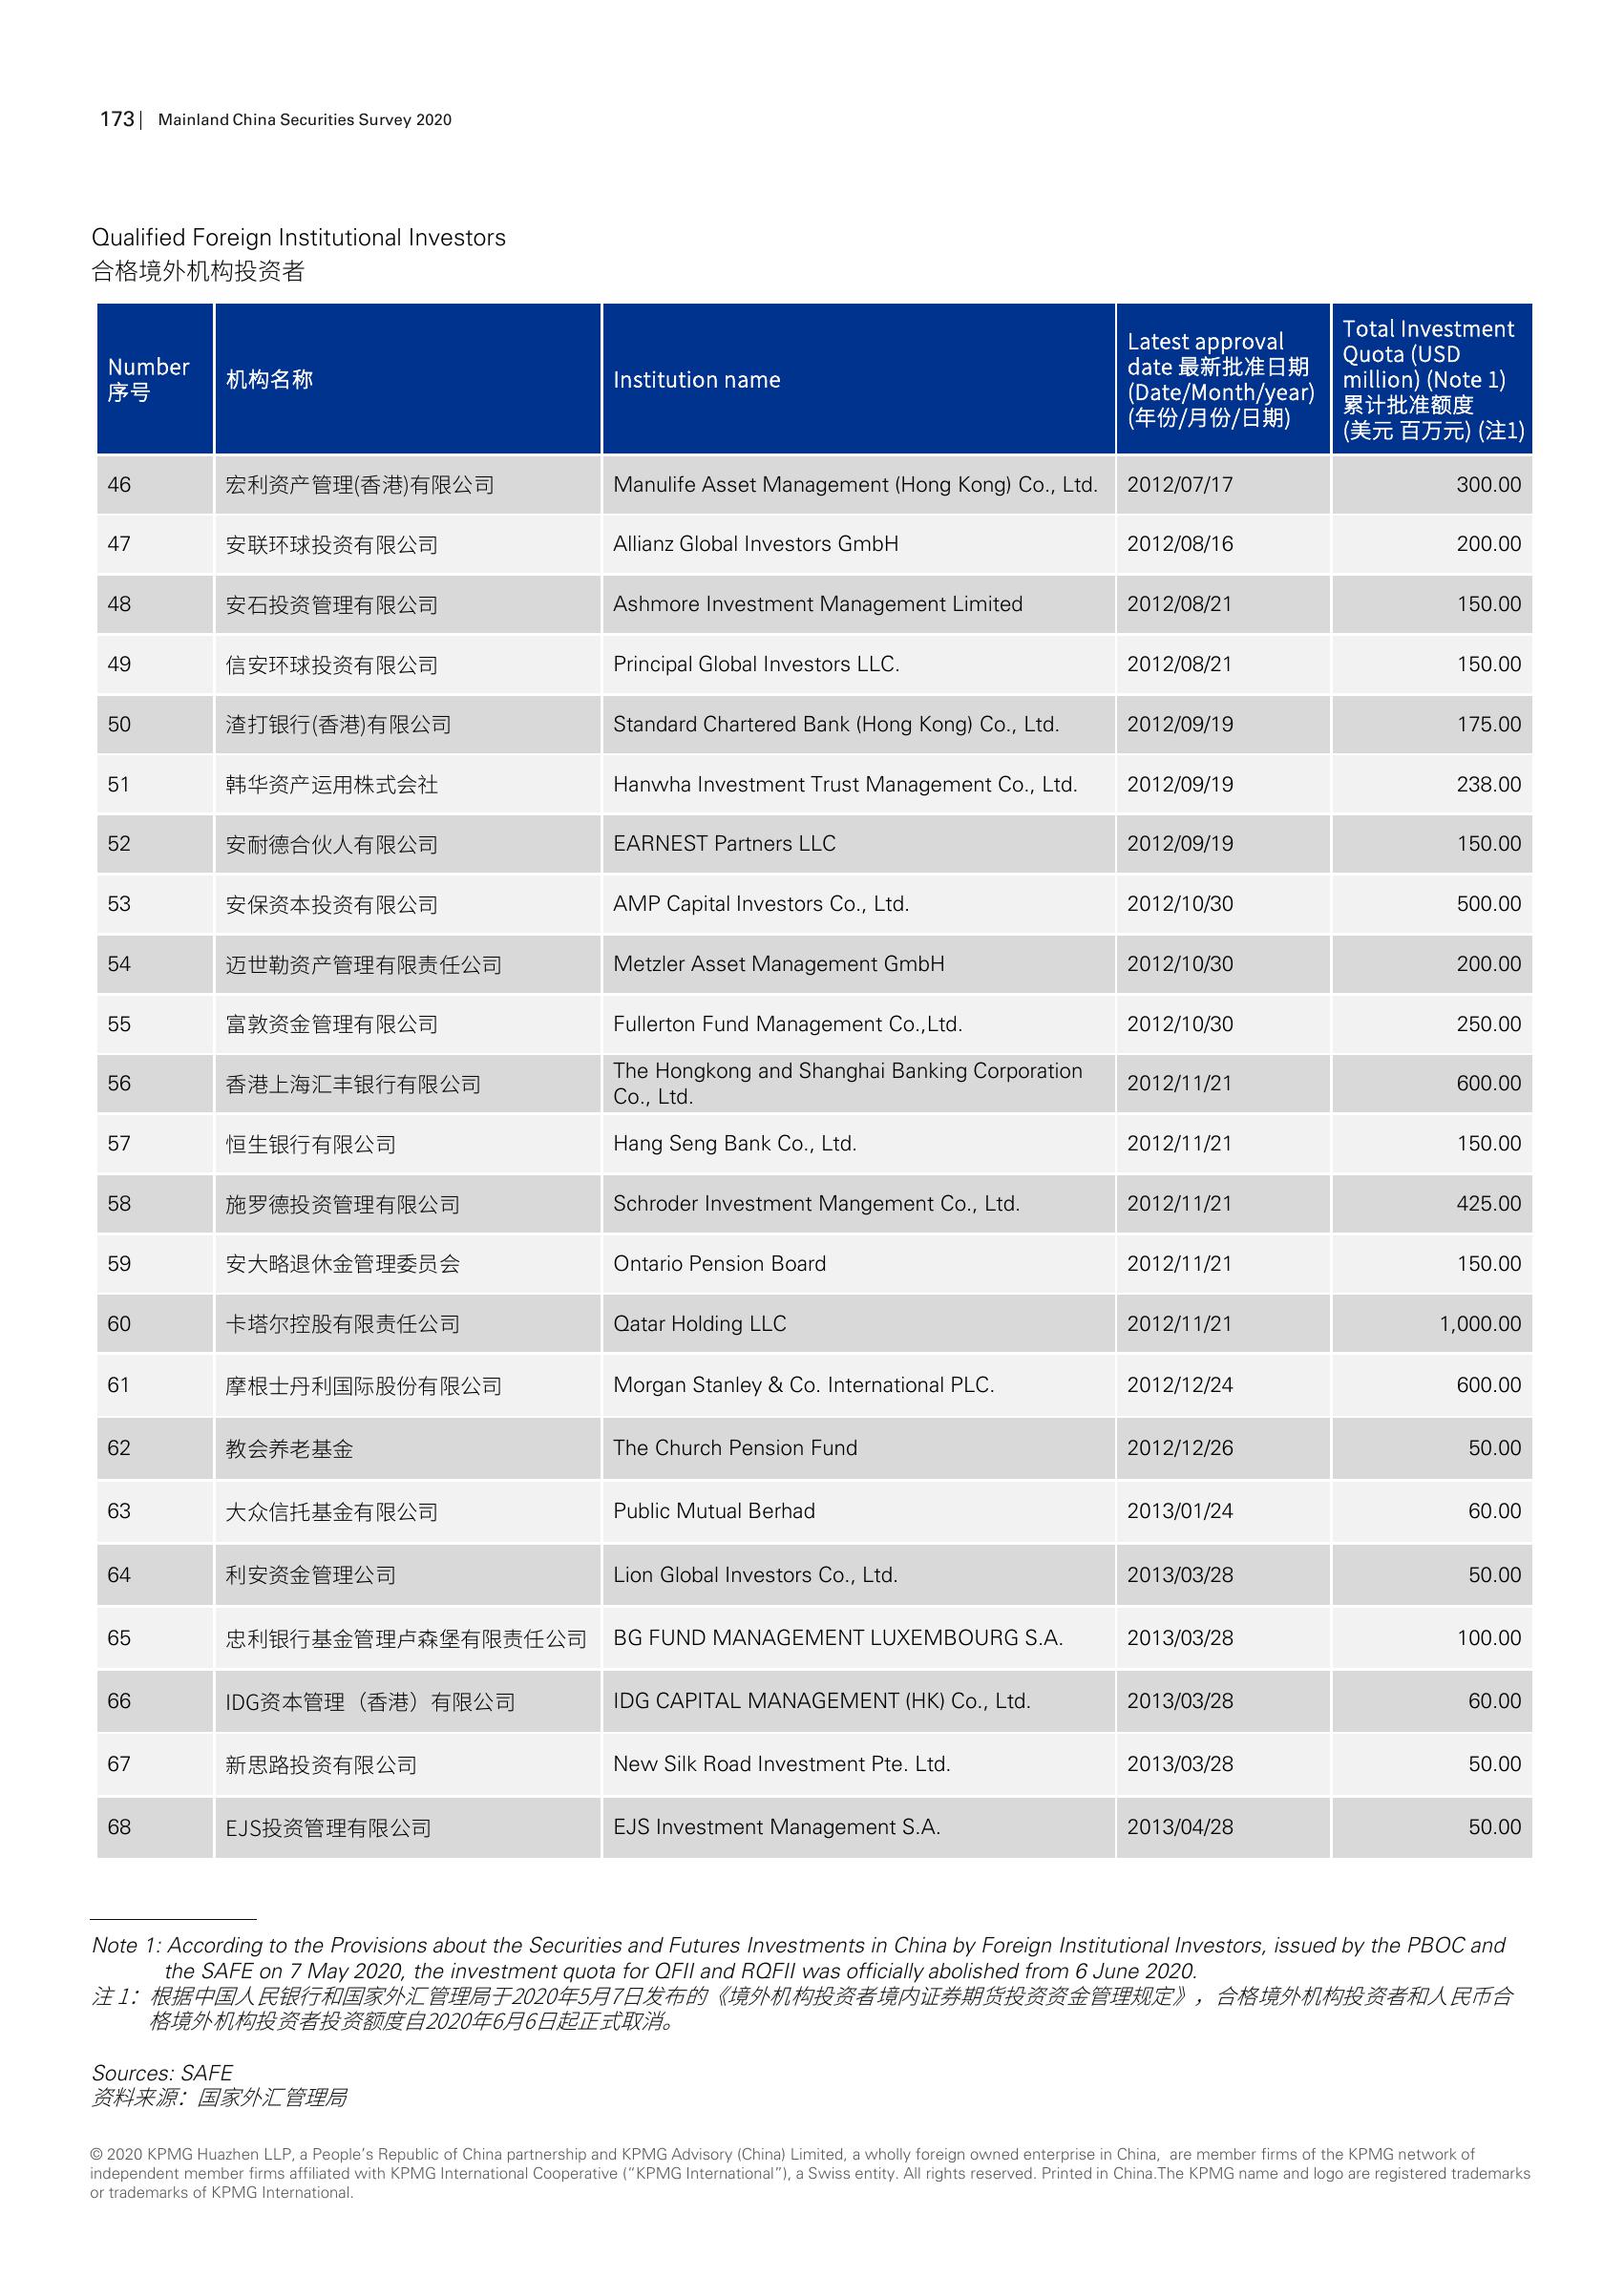 173 | Mainland China Securities Survey 2020
Qualified Foreign Institutional Investors
合格境外机构投资者
Number
序号
机构名称
Institution name
Latest approval
date 最新批准日期
(Date/Month/year)
(年份/月份/日期)
Total Investment
Quota (USD
million) (Note 1)
累计批准额度
(美元 百万元) (注1)
46 宏利资产管理(香港)有限公司 Manulife Asset Management (Hong Kong) Co., Ltd. 2012/07/17 300.00
47 安联环球投资有限公司 Allianz Global Investors GmbH 2012/08/16 200.00
48 安石投资管理有限公司 Ashmore Investment Management Limited 2012/08/21 150.00
49 信安环球投资有限公司 Principal Global Investors LLC. 2012/08/21 150.00
50 渣打银行(香港)有限公司 Standard Chartered Bank (Hong Kong) Co., Ltd. 2012/09/19 175.00
51 韩华资产运用株式会社 Hanwha Investment Trust Management Co., Ltd. 2012/09/19 238.00
52 安耐德合伙人有限公司 EARNEST Partners LLC 2012/09/19 150.00
53 安保资本投资有限公司 AMP Capital Investors Co., Ltd. 2012/10/30 500.00
54 迈世勒资产管理有限责任公司 Metzler Asset Management GmbH 2012/10/30 200.00
55 富敦资金管理有限公司 Fullerton Fund Management Co.,Ltd. 2012/10/30 250.00
56 香港上海汇丰银行有限公司 The Hongkong and Shanghai Banking Corporation
Co., Ltd. 2012/11/21 600.00
57 恒生银行有限公司 Hang Seng Bank Co., Ltd. 2012/11/21 150.00
58 施罗德投资管理有限公司 Schroder Investment Mangement Co., Ltd. 2012/11/21 425.00
59 安大略退休金管理委员会 Ontario Pension Board 2012/11/21 150.00
60 卡塔尔控股有限责任公司 Qatar Holding LLC 2012/11/21 1,000.00
61 摩根士丹利国际股份有限公司 Morgan Stanley & Co. International PLC. 2012/12/24 600.00
62 教会养老基金 The Church Pension Fund 2012/12/26 50.00
63 大众信托基金有限公司 Public Mutual Berhad 2013/01/24 60.00
64 利安资金管理公司 Lion Global Investors Co., Ltd. 2013/03/28 50.00
65 忠利银行基金管理卢森堡有限责任公司 BG FUND MANAGEMENT LUXEMBOURG S.A. 2013/03/28 100.00
66 IDG资本管理（香港）有限公司 IDG CAPITAL MANAGEMENT (HK) Co., Ltd. 2013/03/28 60.00
67 新思路投资有限公司 New Silk Road Investment Pte. Ltd. 2013/03/28 50.00
68 EJS投资管理有限公司 EJS Investment Management S.A. 2013/04/28 50.00
Note 1: According to the Provisions about the Securities and Futures Investments in China by Foreign Institutional Investors, issued by the PBOC and
the SAFE on 7 May 2020, the investment quota for QFII and RQFII was officially abolished from 6 June 2020.
注 1：根据中国人民银行和国家外汇管理局于2020年5月7日发布的《境外机构投资者境内证券期货投资资金管理规定》，合格境外机构投资者和人民币合
格境外机构投资者投资额度自2020年6月6日起正式取消。
Sources: SAFE
资料来源：国家外汇管理局
© 2020 KPMG Huazhen LLP, a People’s Republic of China partnership and KPMG Advisory (China) Limited, a wholly foreign owned enterprise in China, are member firms of the KPMG network of
independent member firms affiliated with KPMG International Cooperative (“KPMG International”), a Swiss entity. All rights reserved. Printed in China.The KPMG name and logo are registered trademarks
or trademarks of KPMG International.